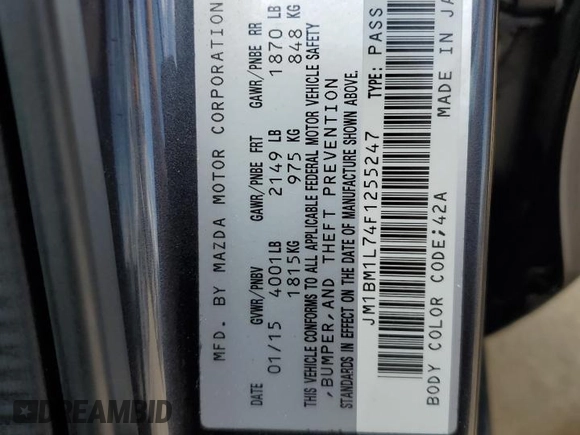 MFD. BY MAZDA MOTOR CORPORATION
DATE GVWR/PNBV GAWR/PNBE FRT GAWR/PNBE RR
01/15 4001LB 2149 LB 1870 LB
1815KG 975 KG 848 KG
THIS VEHICLE CONFORMS TO ALL APPLICABLE FEDERAL MOTOR VEHICLE SAFETY
,BUMPER,AND THEFT PREVENTION
STANDARDS IN EFFECT ON THE DATE OF MANUFACTURE SHOWN ABOVE.
JM1BM1L74F1255247 TYPE: PASS
BODY COLOR CODE;42A MADE IN JA
DREAMBID